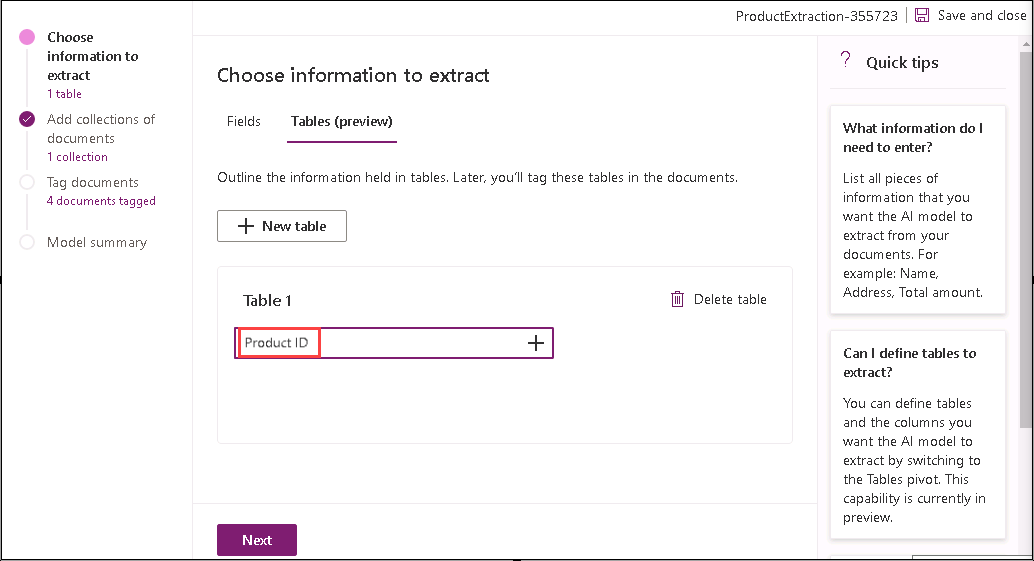 ProductExtraction-355723
Save and close
Choose
information to
extract
1 table
Add collections of
documents
1 collection
Tag documents
4 documents tagged
Model summary
Choose information to extract
Fields
Tables (preview)
Outline the information held in tables. Later, you'll tag these tables in the documents.
New table
Table 1
Delete table
Product ID
Next
? Quick tips
What information do I
need to enter?
List all pieces of
information that you
want the AI model to
extract from your
documents. For
example: Name,
Address, Total amount.
Can I define tables to
extract?
You can define tables
and the columns you
want the AI model to
extract by switching to
the Tables pivot. This
capability is currently in
preview.